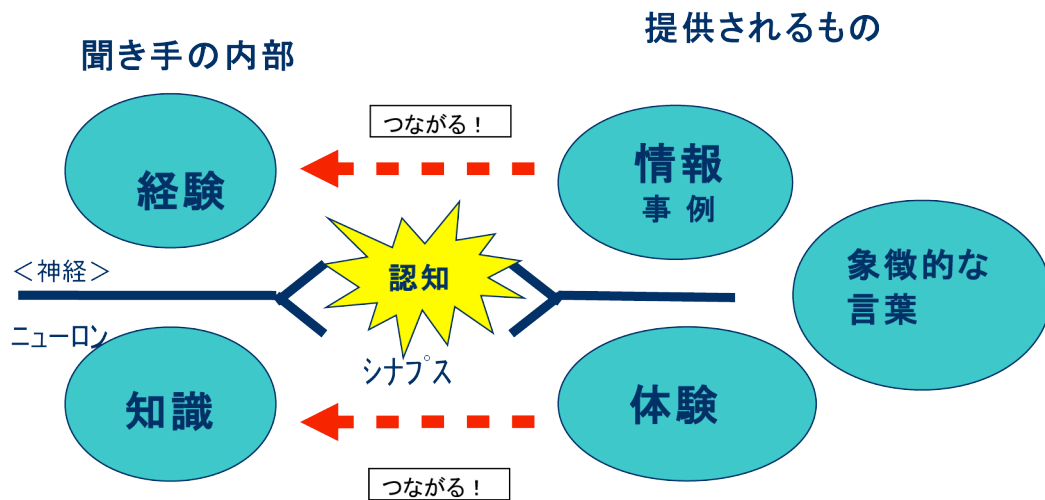 提供されるもの
聞き手の内部
つながる！
経験
情報
事 例
認知
象徴的な
言葉
＜神経＞
ニューロン
シナプス
知識
体験
つながる！